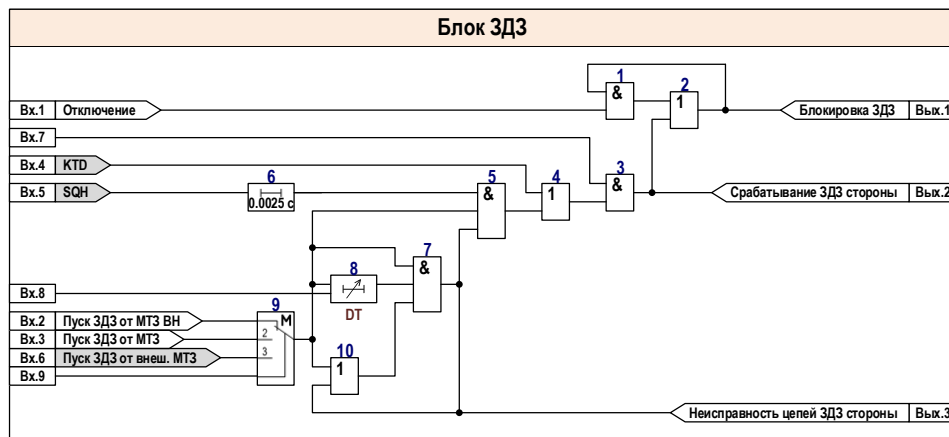 Блок ЗДЗ
1
&
2
1
Вх.1 Отключение
Блокировка ЗДЗ Вых.1
Вх.7
Вх.4 KTD
3
&
Вх.5 SQH
6
0.0025 с
5
&
4
1
Срабатывание ЗДЗ стороны Вых.2
7
&
8
DT
Вх.8
9
М
Вх.2 Пуск ЗДЗ от МТЗ ВН
2
Вх.3 Пуск ЗДЗ от МТЗ
3
Вх.6 Пуск ЗДЗ от внеш. МТЗ
Вх.9
10
1
Неисправность цепей ЗДЗ стороны Вых.3